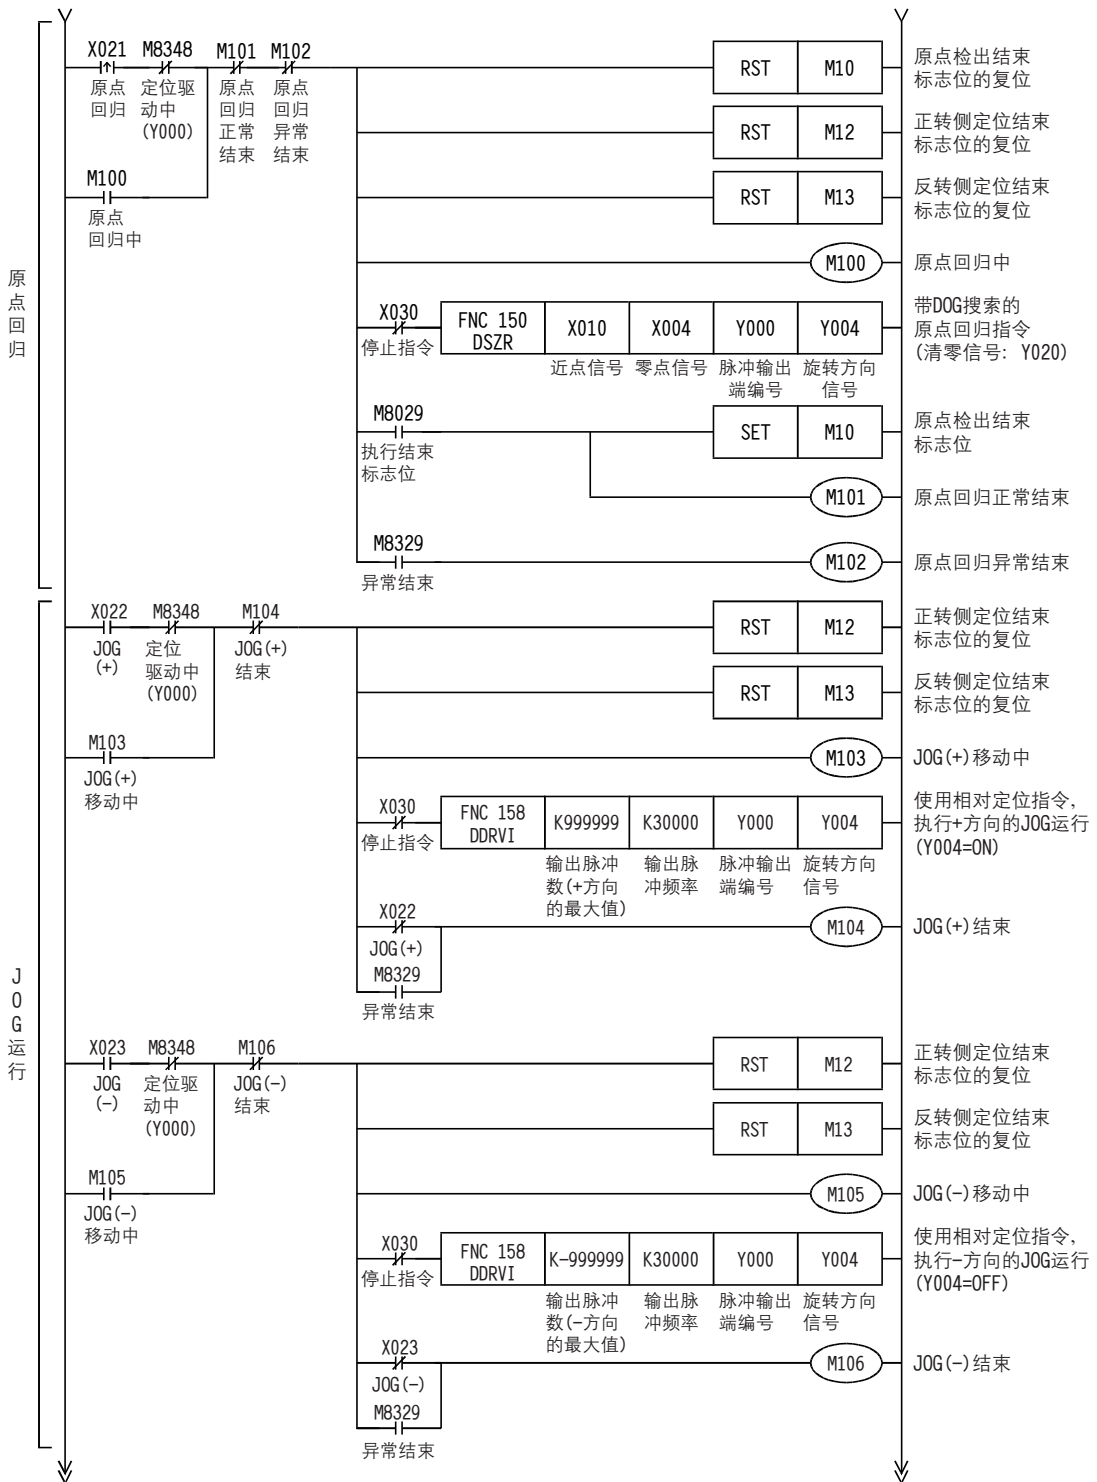 X021 M8348 M101 M102
原点 定位驱 原点 原点
回归 动中 回归 回归
(Y000) 正常 异常
结束 结束
RST M10
原点检出结束
标志位的复位
RST M12
正转侧定位结束
标志位的复位
M100
原点
回归中
RST M13
反转侧定位结束
标志位的复位
M100
原点回归中
原点回归
X030
停止指令
FNC 150
DSZR
X010 X004 Y000 Y004
近点信号 零点信号 脉冲输出 旋转方向
端编号 信号
带DOG搜索的
原点回归指令
(清零信号: Y020)
M8029
执行结束
标志位
SET M10
原点检出结束
标志位
M101
原点回归正常结束
M8329
异常结束
M102
原点回归异常结束
X022 M8348 M104
JOG 定位 JOG(+)
(+) 驱动中 结束
(Y000)
RST M12
正转侧定位结束
标志位的复位
RST M13
反转侧定位结束
标志位的复位
M103
JOG(+)
移动中
M103
JOG(+)移动中
X030
停止指令
FNC 158
DDRVI
K999999 K30000 Y000 Y004
输出脉冲 输出脉 脉冲输出 旋转方向
数(+方向 冲频率 端编号 信号
的最大值)
使用相对定位指令,
执行+方向的JOG运行
(Y004=ON)
X022
JOG(+)
M8329
异常结束
M104
JOG(+)结束
JOG运行
X023 M8348 M106
JOG 定位驱 JOG(-)
(-) 动中 结束
(Y000)
RST M12
正转侧定位结束
标志位的复位
RST M13
反转侧定位结束
标志位的复位
M105
JOG(-)
移动中
M105
JOG(-)移动中
X030
停止指令
FNC 158
DDRVI
K-999999 K30000 Y000 Y004
输出脉冲 输出脉 脉冲输出 旋转方向
数(-方向 冲频率 端编号 信号
的最大值)
使用相对定位指令,
执行-方向的JOG运行
(Y004=OFF)
X023
JOG(-)
M8329
异常结束
M106
JOG(-)结束